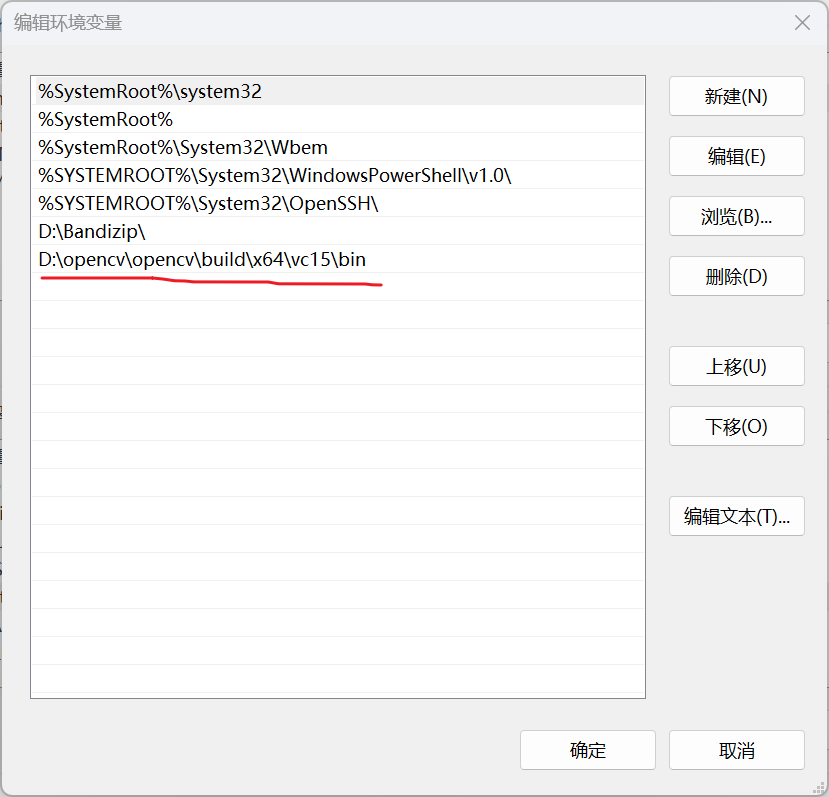 编辑环境变量
%SystemRoot%\system32
%SystemRoot%
%SystemRoot%\System32\Wbem
%SYSTEMROOT%\System32\WindowsPowerShell\v1.0\
%SYSTEMROOT%\System32\OpenSSH\
D:\Bandizip\
D:\opencv\opencv\build\x64\vc15\bin
新建(N)
编辑(E)
浏览(B)...
删除(D)
上移(U)
下移(O)
编辑文本(T)...
确定
取消